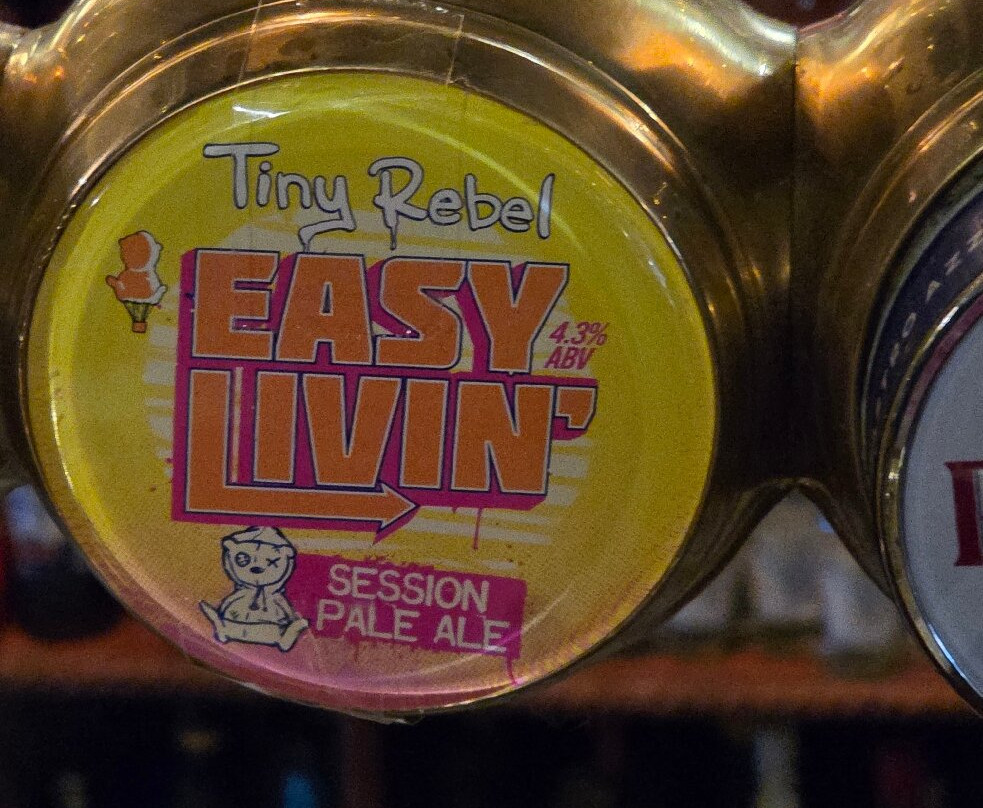 Tiny Rebel
EASY
4.3%
ABV
LIVIN'
SESSION
PALE ALE